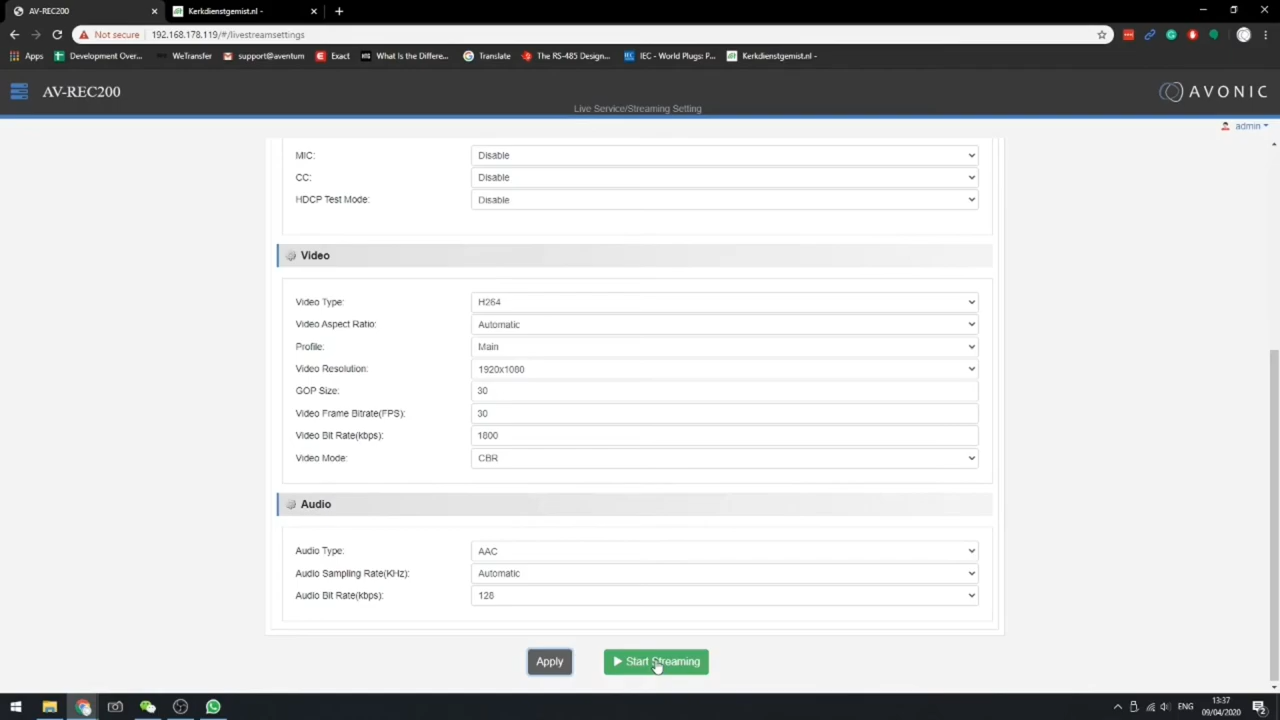 AV-REC200
Kerkdienstgemist.nl -
Not secure 192.168.178.119/#/livestreamsettings
Apps Development Over... WeTransfer support@aventum Exact What Is the Differe... Translate The RS-485 Design... IEC - World Plugs: P... Kerkdienstgemist.nl -
AV-REC200
AVONIC
Live Service/Streaming Setting
admin
MIC: Disable
CC: Disable
HDCP Test Mode: Disable
Video
Video Type: H264
Video Aspect Ratio: Automatic
Profile: Main
Video Resolution: 1920x1080
GOP Size: 30
Video Frame Bitrate(FPS): 30
Video Bit Rate(kbps): 1800
Video Mode: CBR
Audio
Audio Type: AAC
Audio Sampling Rate(KHz): Automatic
Audio Bit Rate(kbps): 128
Apply Start Streaming
ENG
13:37
09/04/2020
2